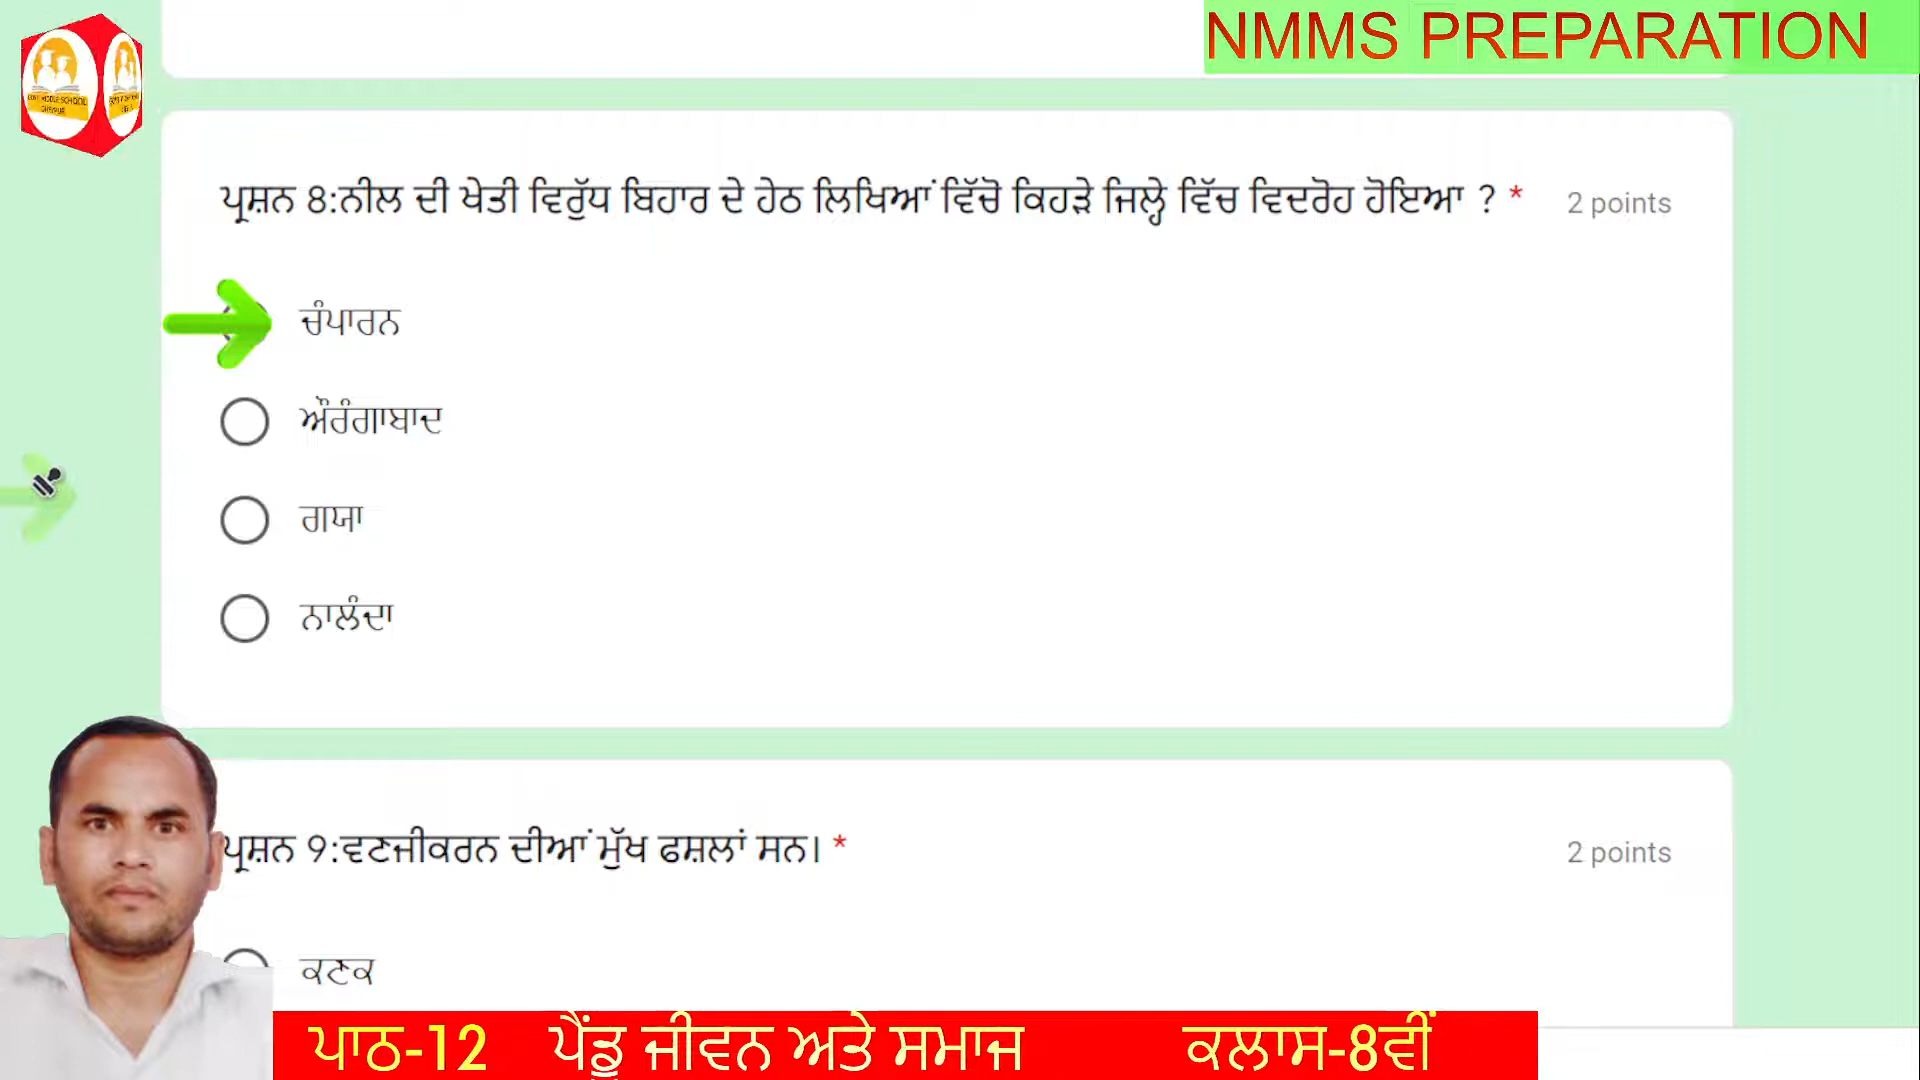 NMMS PREPARATION
ਪ੍ਰਸ਼ਨ 8:ਨੀਲ ਦੀ ਖੇਤੀ ਵਿਰੁੱਧ ਬਿਹਾਰ ਦੇ ਹੇਠ ਲਿਖਿਆਂ ਵਿੱਚੋ ਕਿਹੜੇ ਜਿਲ੍ਹੇ ਵਿੱਚ ਵਿਦਰੋਹ ਹੋਇਆ ? * 2 points
ਚੰਪਾਰਨ
ਔਰੰਗਾਬਾਦ
ਗਯਾ
ਨਾਲੰਦਾ
ਪ੍ਰਸ਼ਨ 9:ਵਣਜੀਕਰਨ ਦੀਆਂ ਮੁੱਖ ਫਸ਼ਲਾਂ ਸਨ। * 2 points
ਕਣਕ
ਪਾਠ-12 ਪੇਂਡੂ ਜੀਵਨ ਅਤੇ ਸਮਾਜ ਕਲਾਸ-8ਵੀਂ